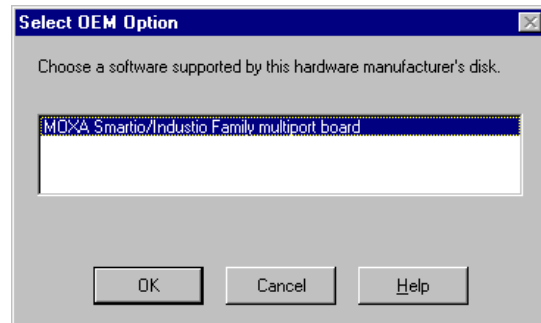 Select OEM Option
Choose a software supported by this hardware manufacturer's disk.
MOXA Smartio/Industio Family multiport board
OK Cancel Help